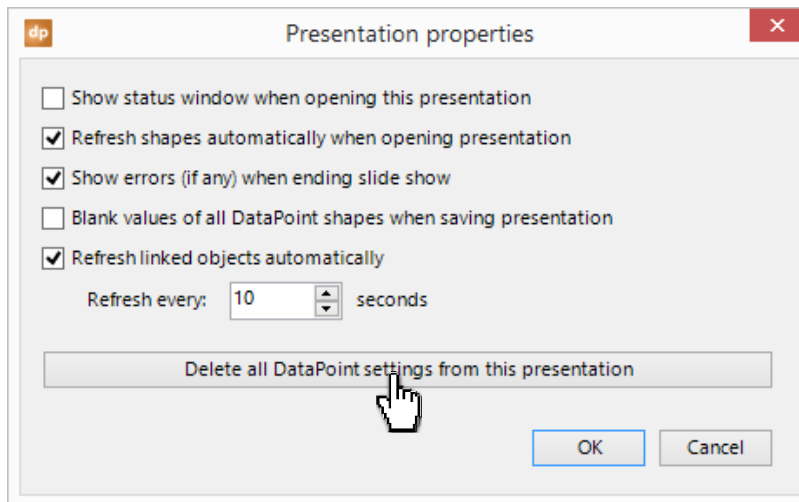 dp
Presentation properties
Show status window when opening this presentation
Refresh shapes automatically when opening presentation
Show errors (if any) when ending slide show
Blank values of all DataPoint shapes when saving presentation
Refresh linked objects automatically
Refresh every: 10 seconds
Delete all DataPoint settings from this presentation
OK Cancel